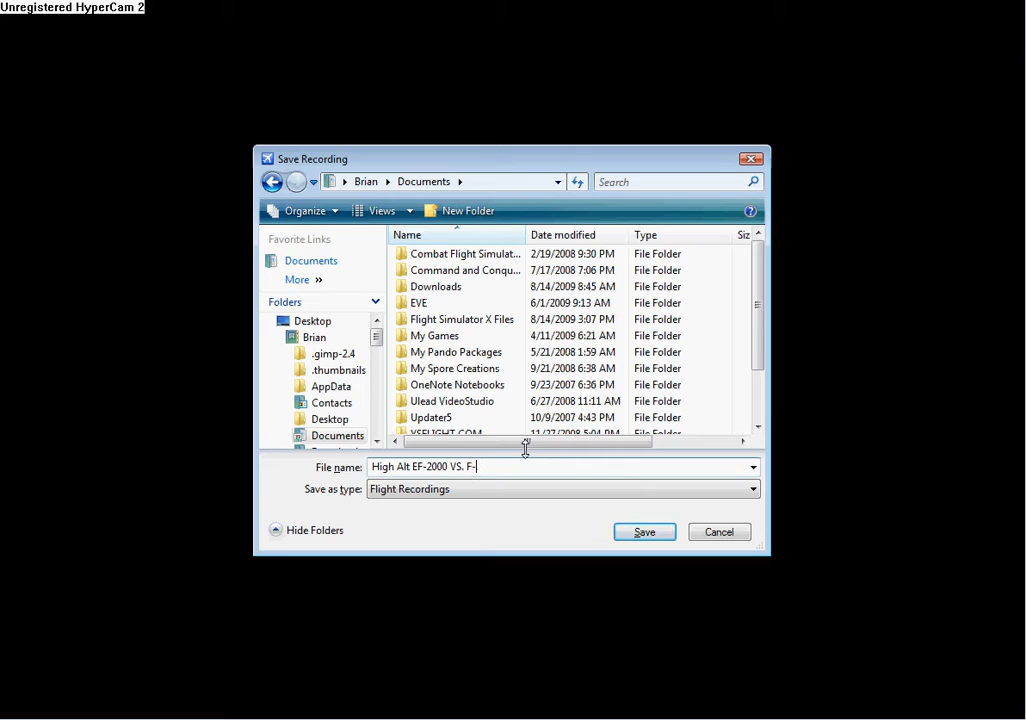 Unregistered HyperCam 2
Save Recording
Brian Documents Search
Organize Views New Folder
Favorite Links
Documents
More »
Folders
Desktop
Brian
.gimp-2.4
.thumbnails
AppData
Contacts
Desktop
Documents
Name Date modified Type Siz
Combat Flight Simulat... 2/19/2008 9:30 PM File Folder
Command and Conqu... 7/17/2008 7:06 PM File Folder
Downloads 8/14/2009 8:45 AM File Folder
EVE 6/1/2009 9:13 AM File Folder
Flight Simulator X Files 8/14/2009 3:07 PM File Folder
My Games 4/11/2009 6:21 AM File Folder
My Pando Packages 5/21/2008 1:59 AM File Folder
My Spore Creations 9/21/2008 6:38 AM File Folder
OneNote Notebooks 9/23/2007 6:36 PM File Folder
Ulead VideoStudio 6/27/2008 11:11 AM File Folder
Updater5 10/9/2007 4:43 PM File Folder
YSFLIGHT.COM 11/27/2008 5:04 PM File Folder
File name: High Alt EF-2000 VS. F-
Save as type: Flight Recordings
Hide Folders Save Cancel